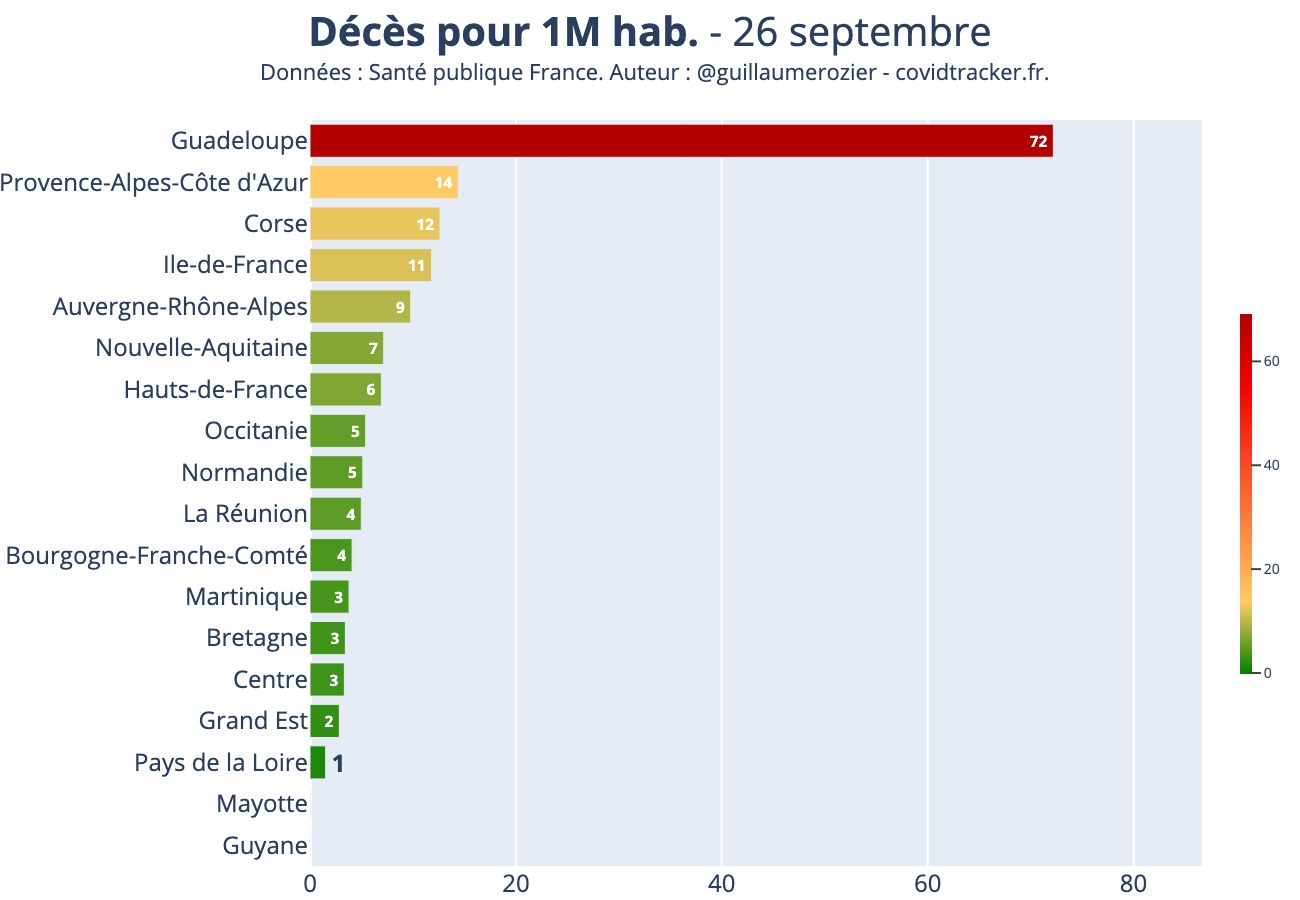 Décès pour 1M hab. - 26 septembre
Données : Santé publique France. Auteur : @guillaumerozier - covidtracker.fr.
Guadeloupe 72
Provence-Alpes-Côte d'Azur 14
Corse 12
Ile-de-France 11
Auvergne-Rhône-Alpes 9
Nouvelle-Aquitaine 7
Hauts-de-France 6
Occitanie 5
Normandie 5
La Réunion 4
Bourgogne-Franche-Comté 4
Martinique 3
Bretagne 3
Centre 3
Grand Est 2
Pays de la Loire 1
Mayotte
Guyane
0 20 40 60 80
60
40
20
0